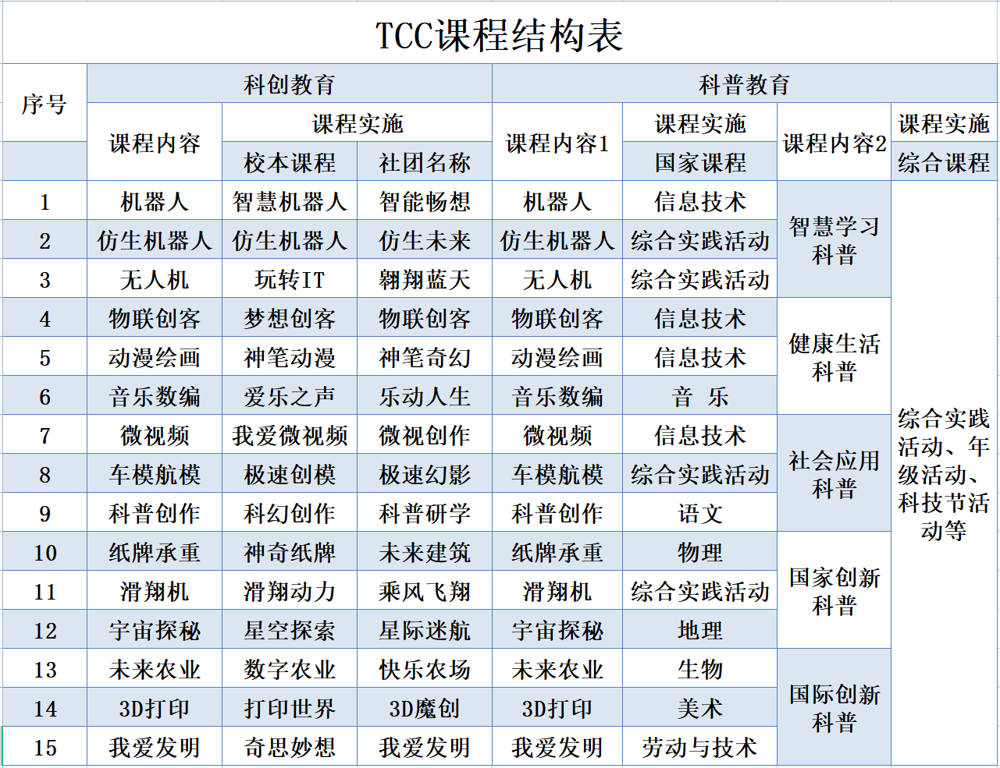 TCC课程结构表
序号 科创教育 科普教育
课程内容 课程实施 课程内容1 课程实施 课程内容2 课程实施
校本课程 社团名称 国家课程 综合课程
1 机器人 智慧机器人 智能畅想 机器人 信息技术
2 仿生机器人 仿生机器人 仿生未来 仿生机器人 综合实践活动
3 无人机 玩转IT 翱翔蓝天 无人机 综合实践活动
智慧学习
科普
4 物联创客 梦想创客 物联创客 物联创客 信息技术
5 动漫绘画 神笔动漫 神笔奇幻 动漫绘画 信息技术
6 音乐数编 爱乐之声 乐动人生 音乐数编 音 乐
健康生活
科普
7 微视频 我爱微视频 微视创作 微视频 信息技术
8 车模航模 极速创模 极速幻影 车模航模 综合实践活动
9 科普创作 科幻创作 科普研学 科普创作 语文
社会应用
科普
10 纸牌承重 神奇纸牌 未来建筑 纸牌承重 物理
11 滑翔机 滑翔动力 乘风飞翔 滑翔机 综合实践活动
12 宇宙探秘 星空探索 星际迷航 宇宙探秘 地理
国家创新
科普
13 未来农业 数字农业 快乐农场 未来农业 生物
14 3D打印 打印世界 3D魔创 3D打印 美术
15 我爱发明 奇思妙想 我爱发明 我爱发明 劳动与技术
国际创新
科普
综合实践
活动、年
级活动、
科技节活
动等